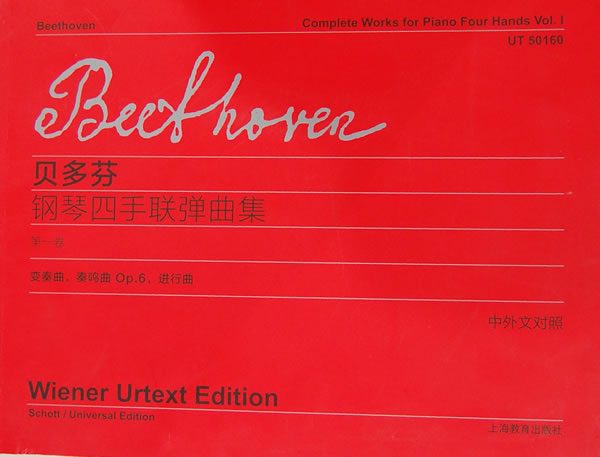 Beethoven
Complete Works for Piano Four Hands Vol. I
UT 50160
Beethoven
贝多芬
钢琴四手联弹曲集
第一卷
变奏曲、奏鸣曲 Op.6、进行曲
中外文对照
Wiener Urtext Edition
Schott / Universal Edition
上海教育出版社